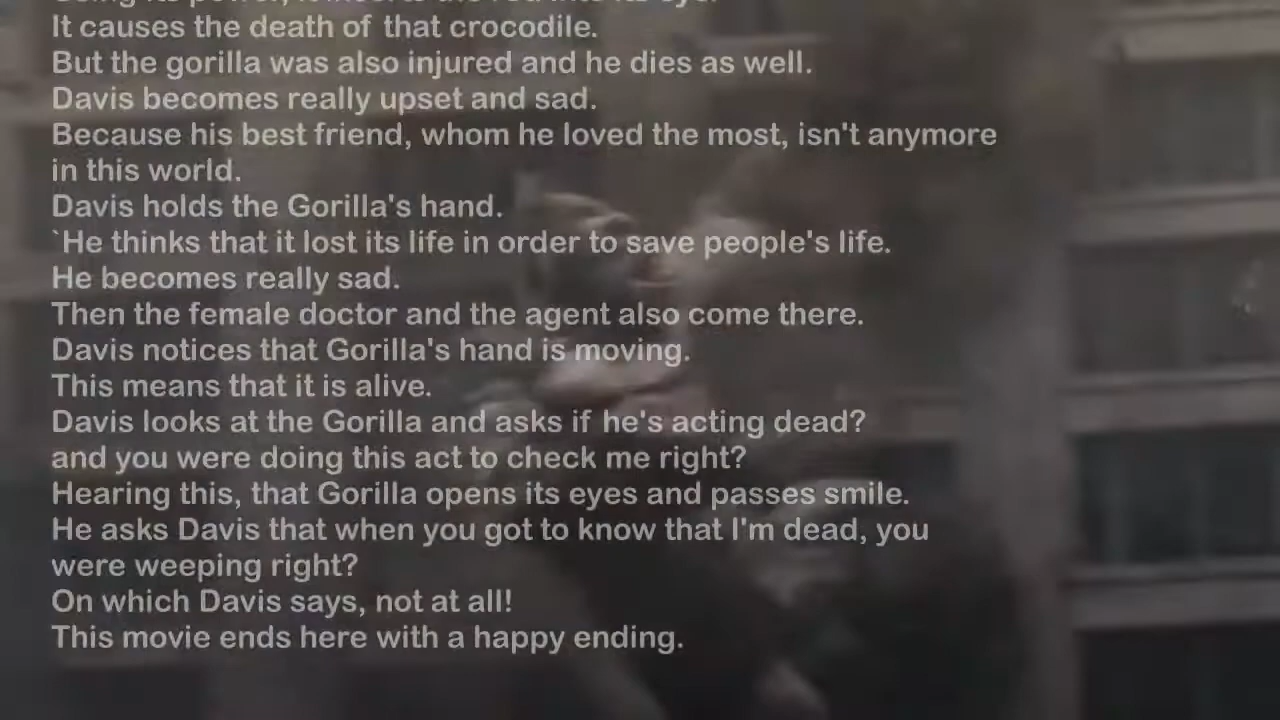 It causes the death of that crocodile.
But the gorilla was also injured and he dies as well.
Davis becomes really upset and sad.
Because his best friend, whom he loved the most, isn't anymore
in this world.
Davis holds the Gorilla's hand.
`He thinks that it lost its life in order to save people's life.
He becomes really sad.
Then the female doctor and the agent also come there.
Davis notices that Gorilla's hand is moving.
This means that it is alive.
Davis looks at the Gorilla and asks if he's acting dead?
and you were doing this act to check me right?
Hearing this, that Gorilla opens its eyes and passes smile.
He asks Davis that when you got to know that I'm dead, you
were weeping right?
On which Davis says, not at all!
This movie ends here with a happy ending.